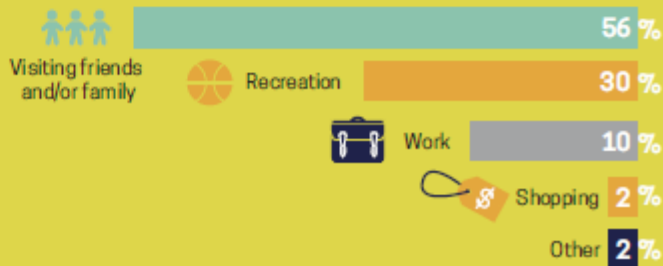 56 %
Visiting friends
and/or family
Recreation 30 %
Work 10 %
$ Shopping 2 %
Other 2 %